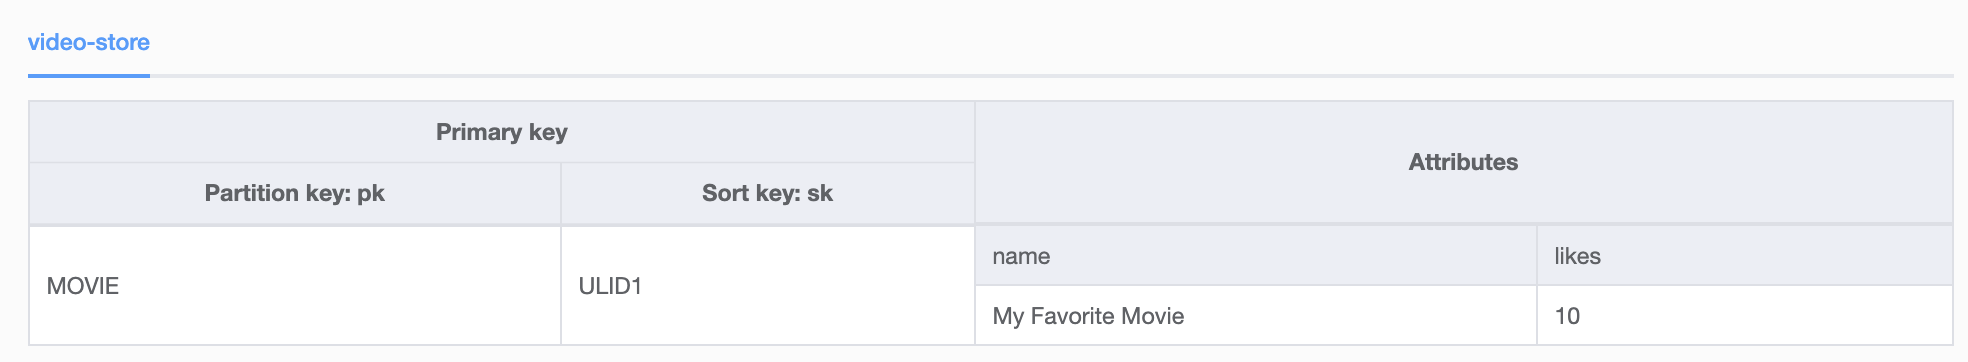 video-store
Primary key
Attributes
Partition key: pk
Sort key: sk
name
likes
MOVIE
ULID1
My Favorite Movie
10